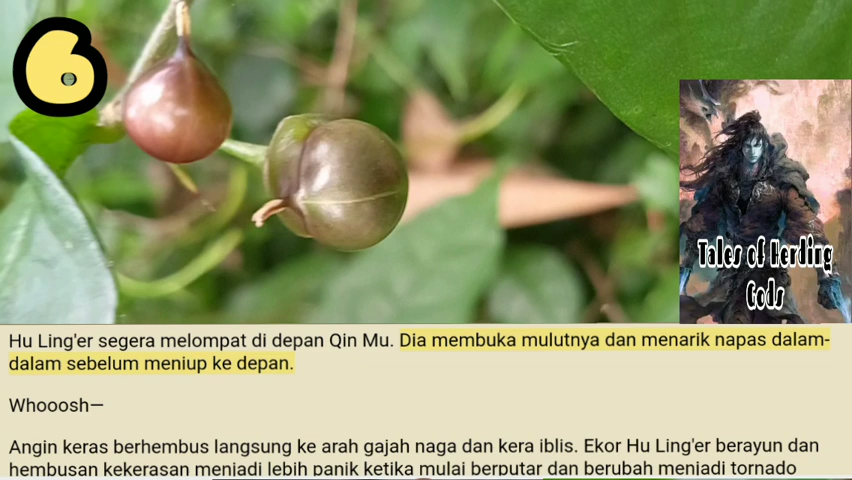 6
Tales of Herding
Gods
Hu Ling'er segera melompat di depan Qin Mu. Dia membuka mulutnya dan menarik napas dalam-
dalam sebelum meniup ke depan.
Whooosh—
Angin keras berhembus langsung ke arah gajah naga dan kera iblis. Ekor Hu Ling'er berayun dan
hembusan kekerasan menjadi lebih panik ketika mulai berputar dan berubah menjadi tornado